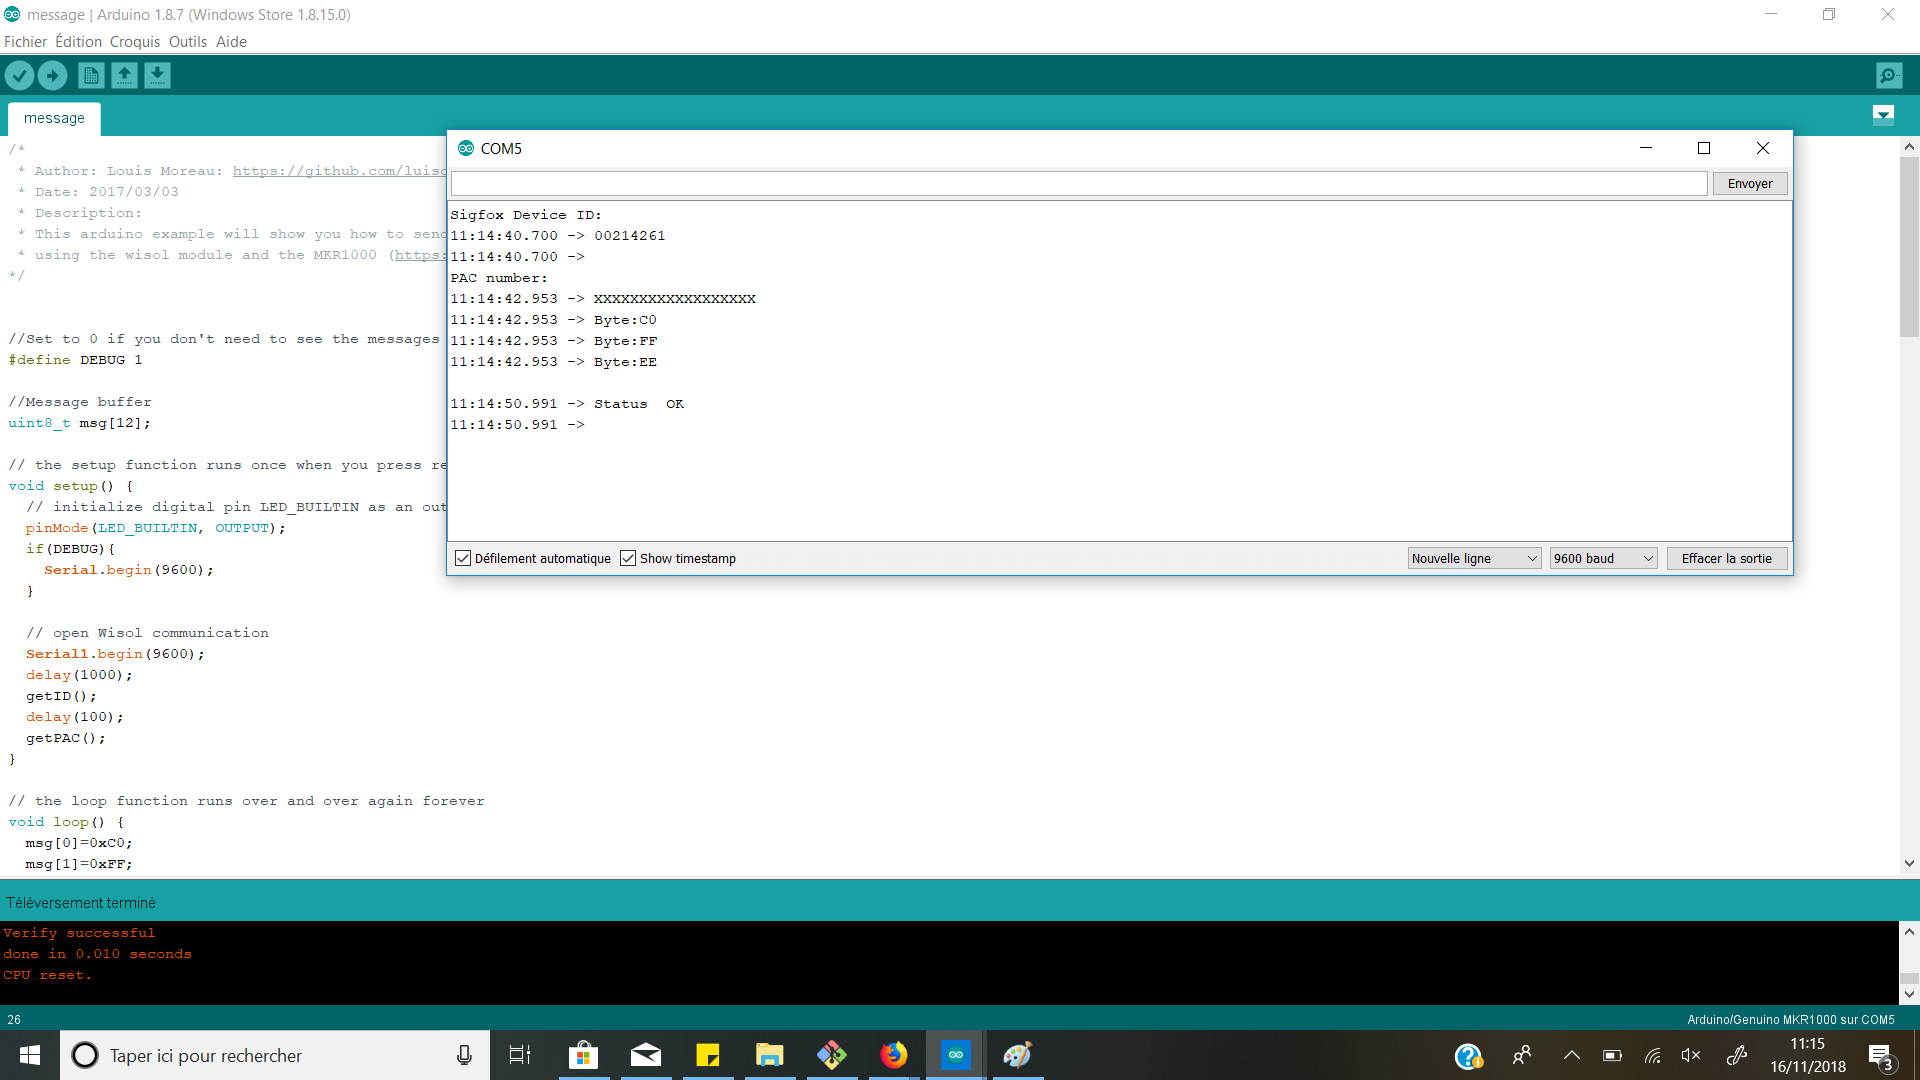 message | Arduino 1.8.7 (Windows Store 1.8.15.0)
Fichier Édition Croquis Outils Aide
message
/*
* Author: Louis Moreau: https://github.com/luisc
* Date: 2017/03/03
* Description:
* This arduino example will show you how to send
* using the wisol module and the MKR1000 (https:
*/
//Set to 0 if you don't need to see the messages
#define DEBUG 1
//Message buffer
uint8_t msg[12];
// the setup function runs once when you press re
void setup() {
// initialize digital pin LED_BUILTIN as an out
pinMode(LED_BUILTIN, OUTPUT);
if(DEBUG){
Serial.begin(9600);
}
// open Wisol communication
Serial1.begin(9600);
delay(1000);
getID();
delay(100);
getPAC();
}
// the loop function runs over and over again forever
void loop() {
msg[0]=0xC0;
msg[1]=0xFF;
COM5
Envoyer
Sigfox Device ID:
11:14:40.700 -> 00214261
11:14:40.700 ->
PAC number:
11:14:42.953 -> XXXXXXXXXXXXXXXXXX
11:14:42.953 -> Byte:C0
11:14:42.953 -> Byte:FF
11:14:42.953 -> Byte:EE
11:14:50.991 -> Status  OK
11:14:50.991 ->
Défilement automatique Show timestamp Nouvelle ligne 9600 baud Effacer la sortie
Téléversement terminé
Verify successful
done in 0.010 seconds
CPU reset.
26 Arduino/Genuino MKR1000 sur COM5
Taper ici pour rechercher
11:15
16/11/2018
3